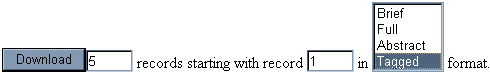 Brief
Full
Abstract
Tagged
Download 5 records starting with record 1 in format.